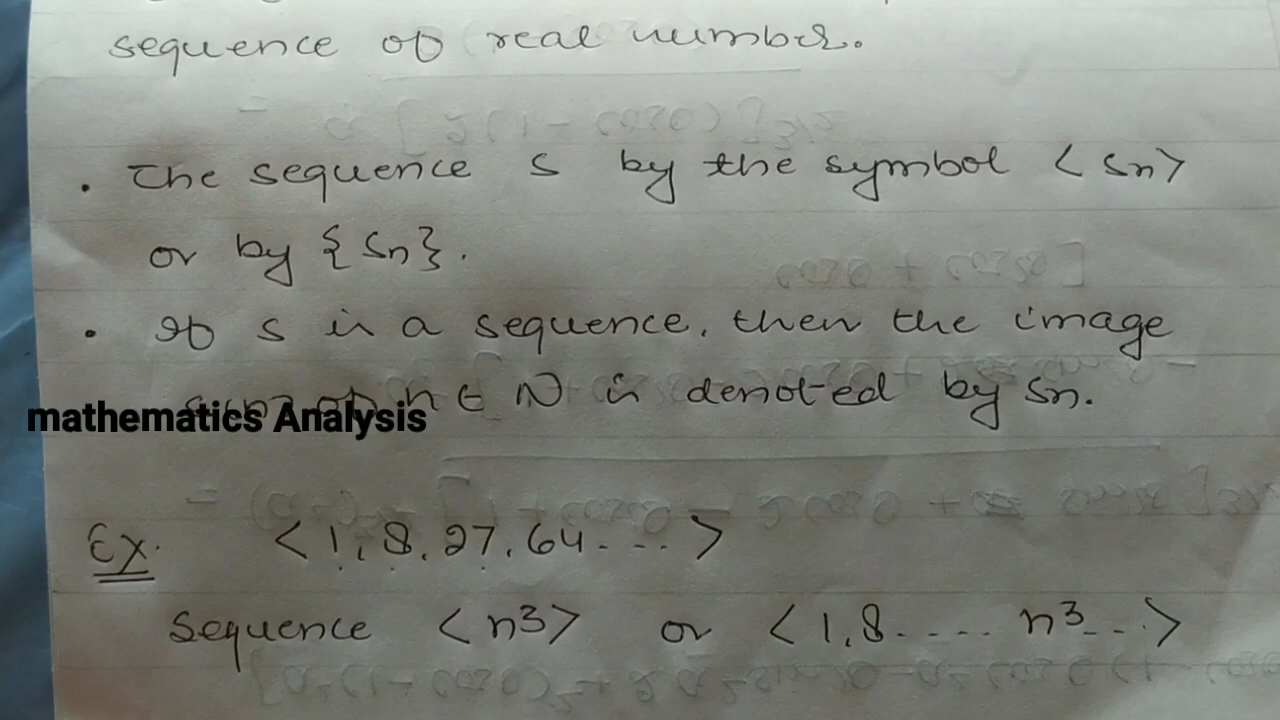 sequence of real number.
. The sequence S by the symbol <Sn>
or by {Sn}.
. If S is a sequence, then the image
n ∈ N is denoted by Sn.
mathematics Analysis
Ex. <1, 8, 27, 64 . . . >
Sequence <n³> or <1, 8 . . . . n³ . . . >